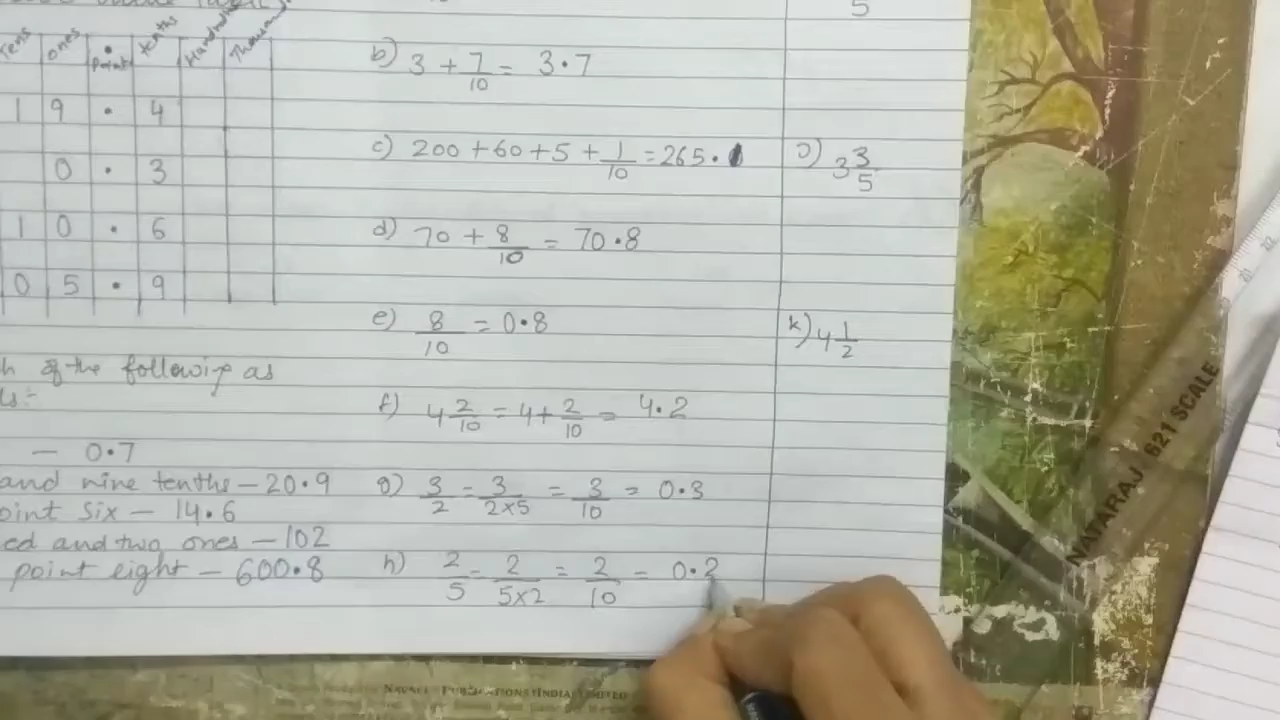 Tens ones • Point tenths
1 9 • 4
0 • 3
1 0 • 6
0 5 • 9
h of the following as
ls:-
— 0.7
and nine tenths — 20.9
oint six — 14.6
ed and two ones — 102
point eight — 600.8
b) 3 + 7/10 = 3.7
c) 200 + 60 + 5 + 1/10 = 265.1
d) 70 + 8/10 = 70.8
e) 8/10 = 0.8
f) 4 2/10 = 4 + 2/10 = 4.2
g) 3/2 = 3/2×5 = 3/10 = 0.3
h) 2/5 = 2/5×2 = 2/10 = 0.2
5
3 3/5
k) 4 1/2
NATARAJ 621 SCALE
PUBLICATIONS (INDIA) LIMITED